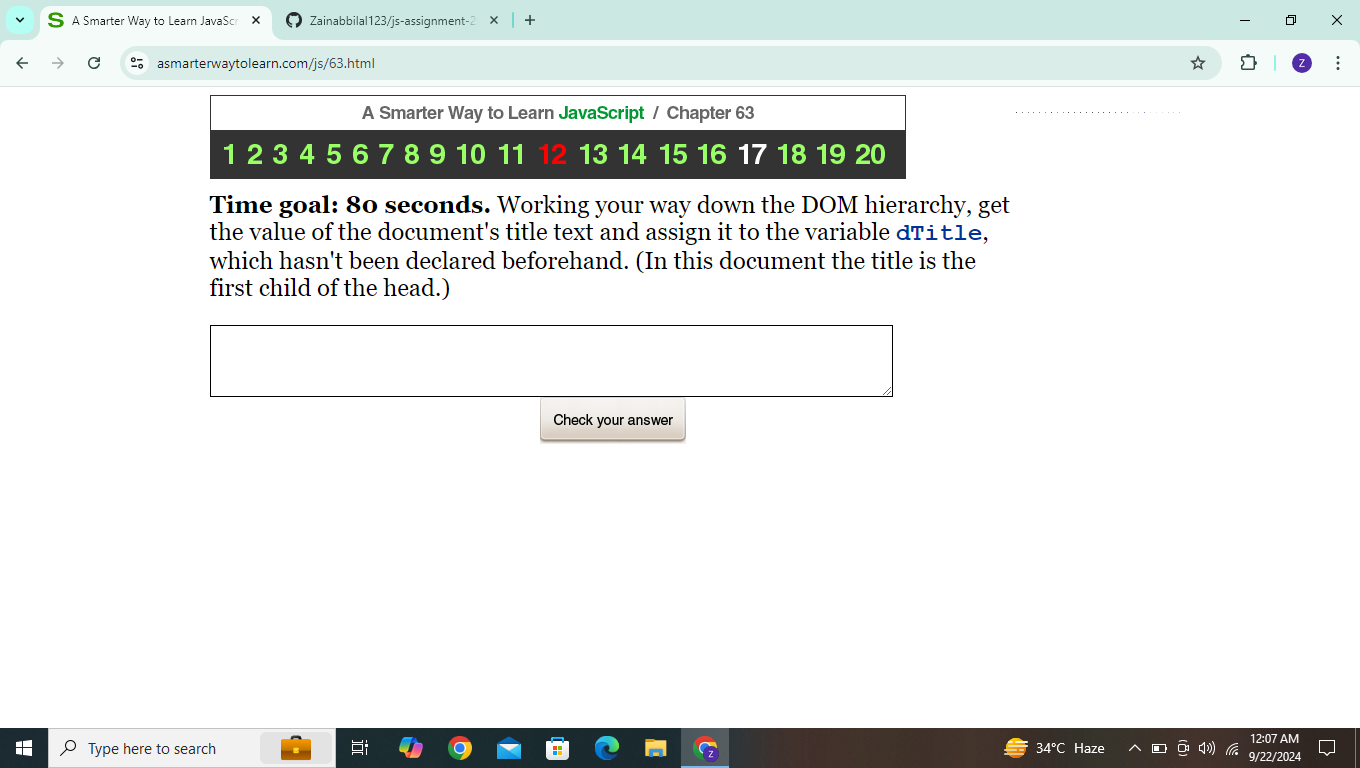 A Smarter Way to Learn JavaSc
Zainabbilal123/js-assignment-2
asmarterwaytolearn.com/js/63.html
Z
A Smarter Way to Learn JavaScript / Chapter 63
1 2 3 4 5 6 7 8 9 10 11 12 13 14 15 16 17 18 19 20
Time goal: 80 seconds. Working your way down the DOM hierarchy, get
the value of the document's title text and assign it to the variable dTitle,
which hasn't been declared beforehand. (In this document the title is the
first child of the head.)
Check your answer
Type here to search
Z
34°C Haze
12:07 AM
9/22/2024